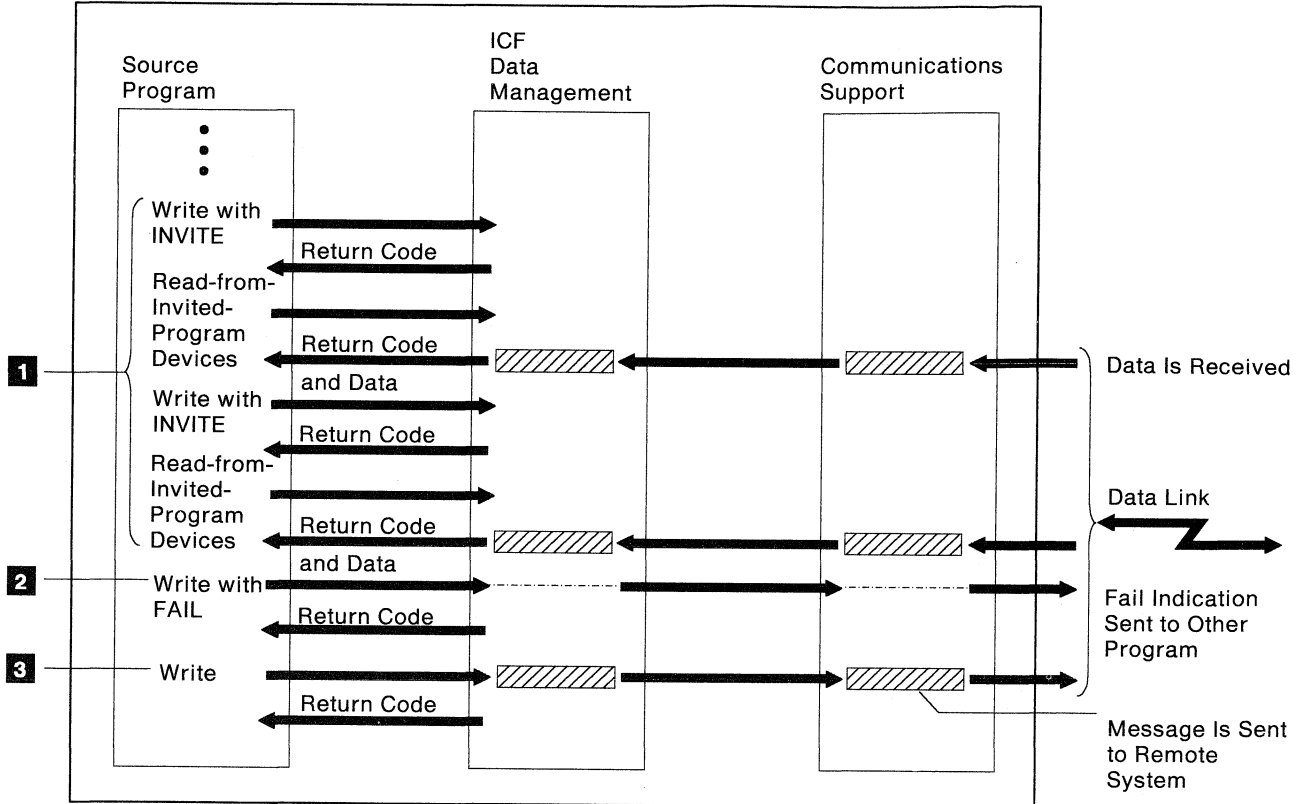 Source
Program
ICF
Data
Management
Communications
Support
Write with
INVITE
Return Code
Read-from-
Invited-
Program
Devices
Return Code
and Data
1
Data Is Received
Write with
INVITE
Return Code
Read-from-
Invited-
Program
Devices
Return Code
and Data
Data Link
2
Write with
FAIL
Return Code
Fail Indication
Sent to Other
Program
3
Write
Return Code
Message Is Sent
to Remote
System